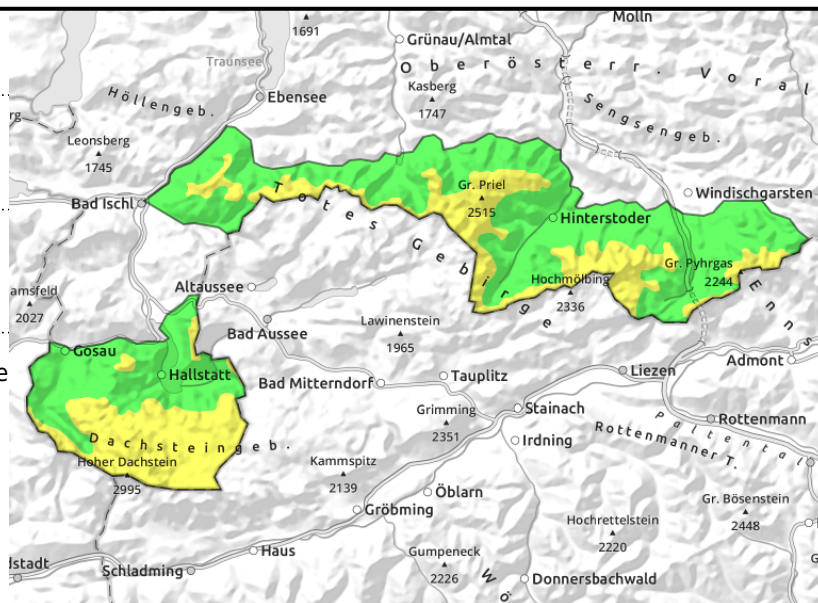 1691
Molln
Grünau/Almtal
Traunsee
Oberösterr. Voral
Höllengeb.
Ebensee
Kasberg
1747
Sengsengeb.
rg
Leonsberg
1745
Bad Ischl
Totes Gebirge
Gr. Priel
2515
Windischgarsten
Hinterstoder
Altaussee
Hochmölbing
2336
Gr. Pyhrgas
2244
Enns
amsfeld
2027
Bad Aussee
Lawinenstein
1965
Gosau
Hallstatt
e
Bad Mitterndorf
Tauplitz
Liezen
Admont
Grimming
2351
Stainach
Paltental
Rottenmann
Rottenmanner T.
Irdning
Dachsteingeb.
Hoher Dachstein
2995
Kammspitz
2139
Öblarn
Gröbming
Gr. Bösenstein
2448
Hochrettelstein
2220
Haus
dstadt
Schladming
Gumpeneck
2226
Wö
Donnersbachwald
G